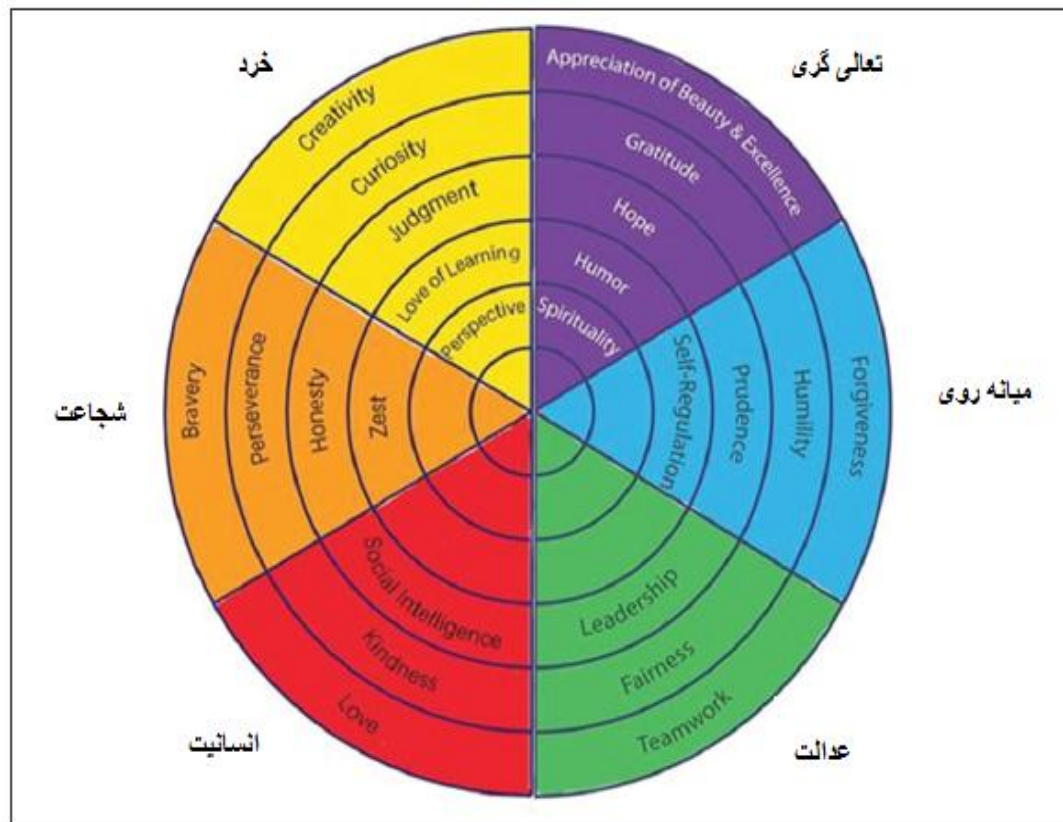 خرد
Creativity
Curiosity
Judgment
Love of Learning
Perspective
تعالی گری
Appreciation of Beauty & Excellence
Gratitude
Hope
Humor
Spirituality
شجاعت
Bravery
Perseverance
Honesty
Zest
میانه روی
Self-Regulation
Prudence
Humility
Forgiveness
انسانیت
Social Intelligence
Kindness
Love
عدالت
Leadership
Fairness
Teamwork